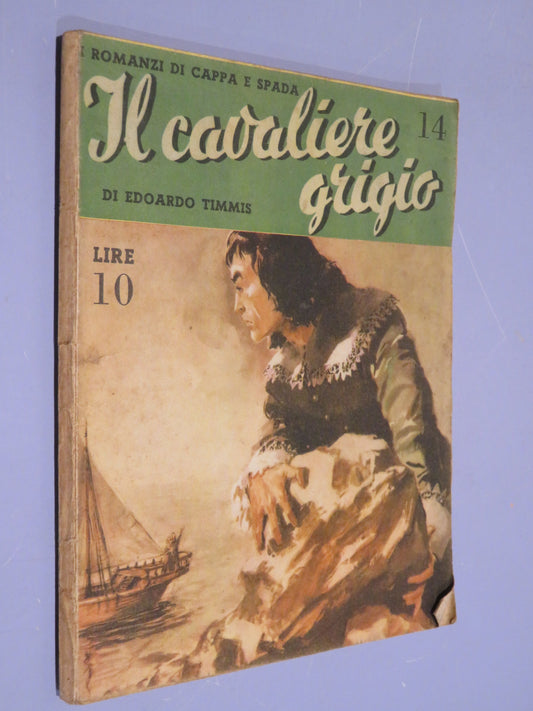 I ROMANZI DI CAPPA E SPADA
Il cavaliere
grigio
14
DI EDOARDO TIMMIS
LIRE
10